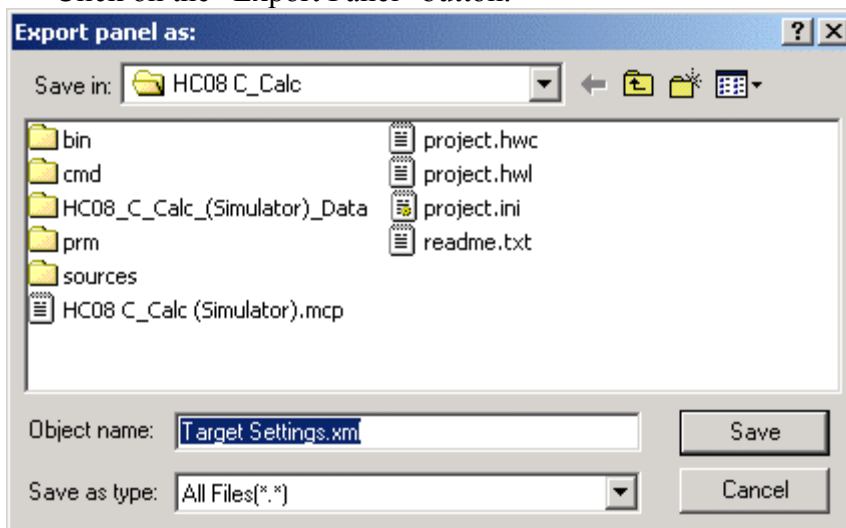 Click on the "Export Panel" button.
Export panel as:
Save in: HC08 C_Calc
bin
cmd
HC08_C_Calc_(Simulator)_Data
prm
sources
HC08 C_Calc (Simulator).mcp
project.hwc
project.hwl
project.ini
readme.txt
Object name: Target Settings.xml Save
Save as type: All Files(*.*) Cancel